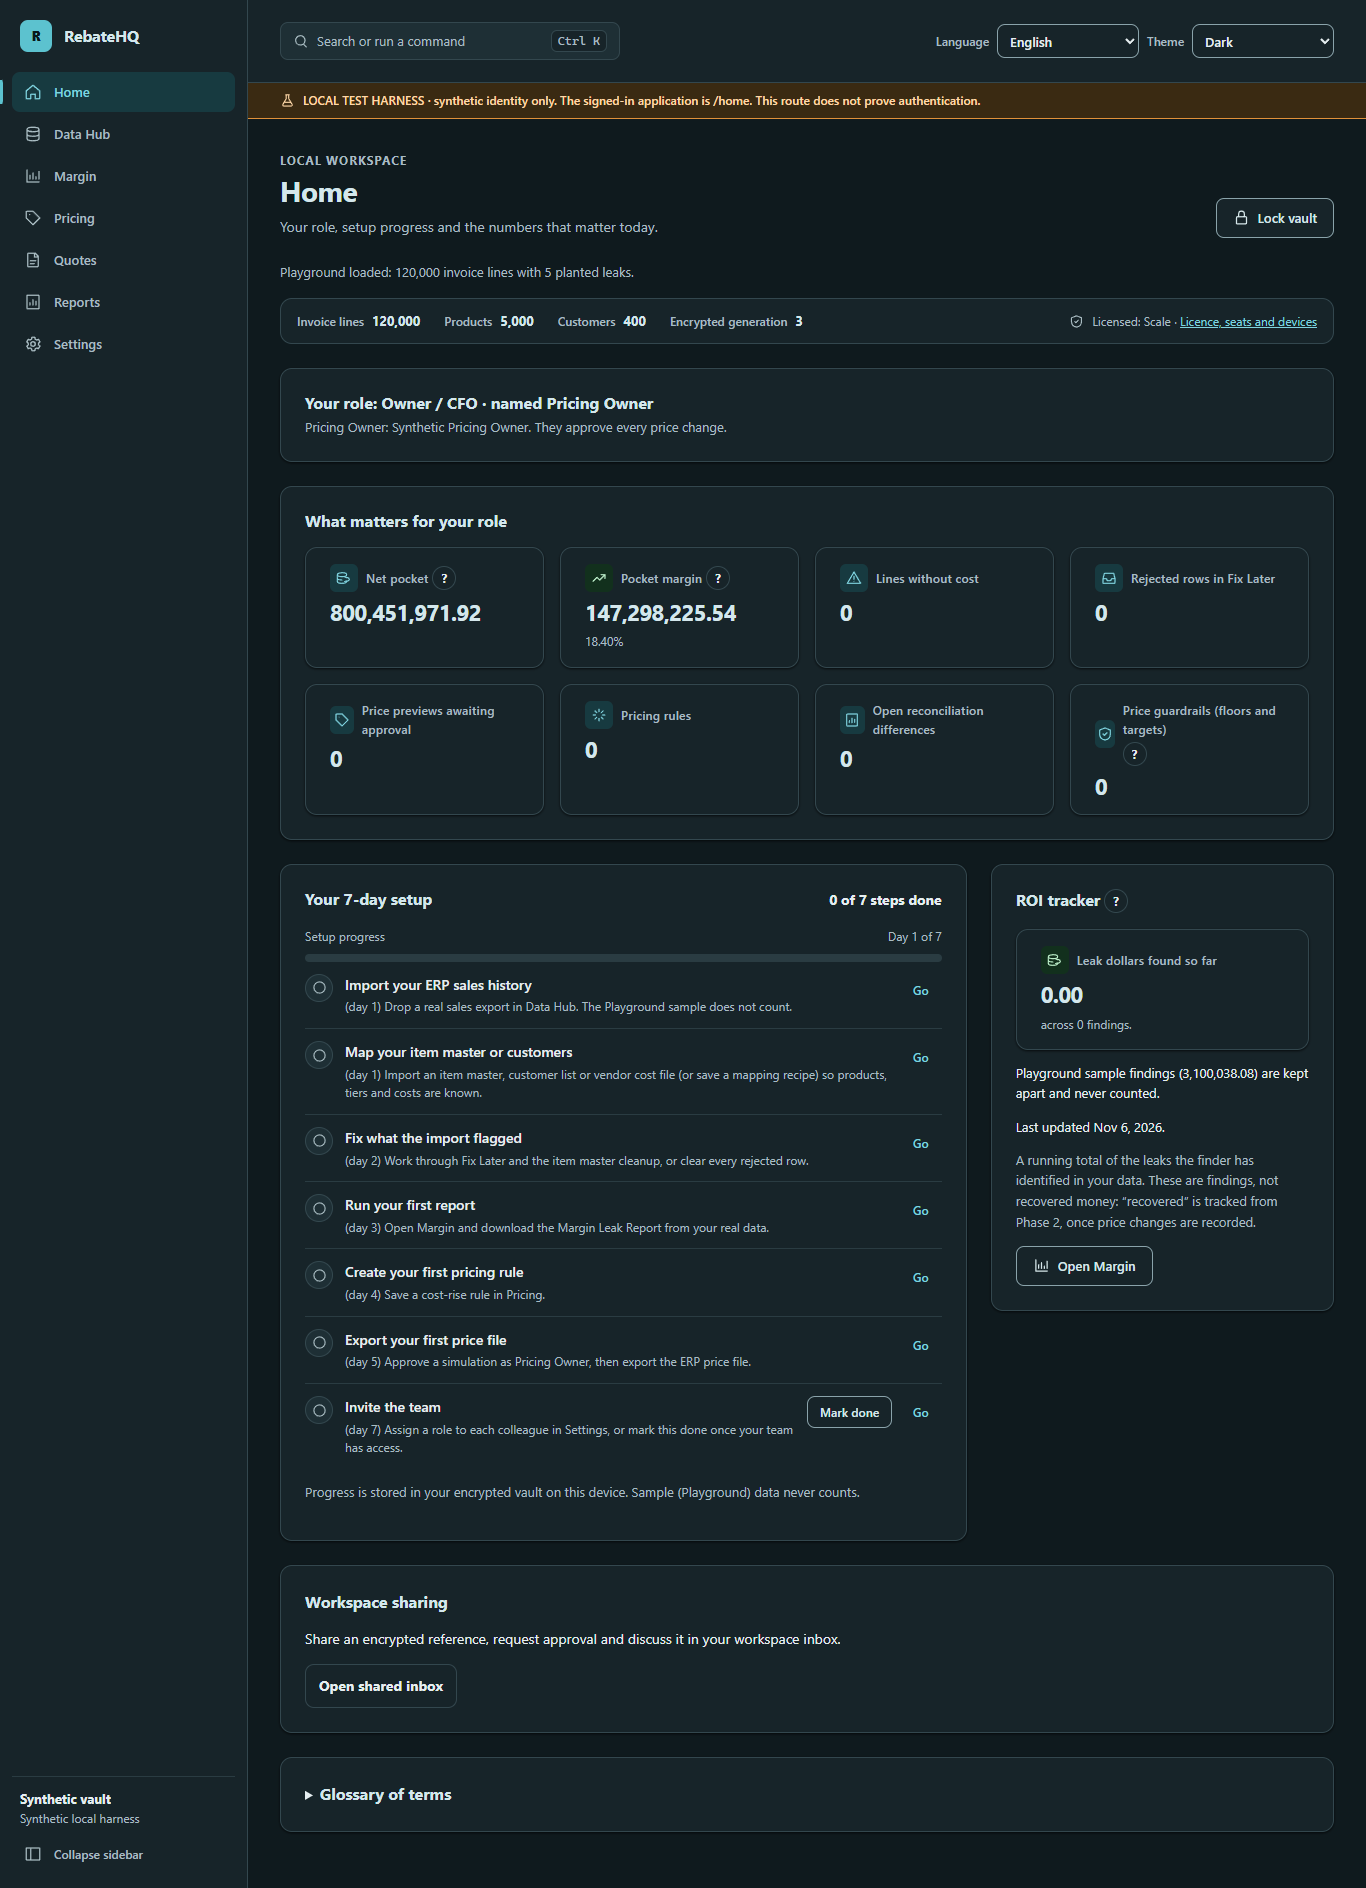 R RebateHQ
Home
Data Hub
Margin
Pricing
Quotes
Reports
Settings
Search or run a command Ctrl K
Language English Theme Dark
LOCAL TEST HARNESS · synthetic identity only. The signed-in application is /home. This route does not prove authentication.
LOCAL WORKSPACE
Home
Your role, setup progress and the numbers that matter today.
Lock vault
Playground loaded: 120,000 invoice lines with 5 planted leaks.
Invoice lines 120,000 Products 5,000 Customers 400 Encrypted generation 3
Licensed: Scale · Licence, seats and devices
Your role: Owner / CFO · named Pricing Owner
Pricing Owner: Synthetic Pricing Owner. They approve every price change.
What matters for your role
Net pocket ?
800,451,971.92
Pocket margin ?
147,298,225.54
18.40%
Lines without cost
0
Rejected rows in Fix Later
0
Price previews awaiting
approval
0
Pricing rules
0
Open reconciliation
differences
0
Price guardrails (floors and
targets)
?
0
Your 7-day setup 0 of 7 steps done
Setup progress Day 1 of 7
Import your ERP sales history
(day 1) Drop a real sales export in Data Hub. The Playground sample does not count.
Go
Map your item master or customers
(day 1) Import an item master, customer list or vendor cost file (or save a mapping recipe) so products,
tiers and costs are known.
Go
Fix what the import flagged
(day 2) Work through Fix Later and the item master cleanup, or clear every rejected row.
Go
Run your first report
(day 3) Open Margin and download the Margin Leak Report from your real data.
Go
Create your first pricing rule
(day 4) Save a cost-rise rule in Pricing.
Go
Export your first price file
(day 5) Approve a simulation as Pricing Owner, then export the ERP price file.
Go
Invite the team
(day 7) Assign a role to each colleague in Settings, or mark this done once your team
has access.
Mark done Go
Progress is stored in your encrypted vault on this device. Sample (Playground) data never counts.
ROI tracker ?
Leak dollars found so far
0.00
across 0 findings.
Playground sample findings (3,100,038.08) are kept
apart and never counted.
Last updated Nov 6, 2026.
A running total of the leaks the finder has
identified in your data. These are findings, not
recovered money: “recovered” is tracked from
Phase 2, once price changes are recorded.
Open Margin
Workspace sharing
Share an encrypted reference, request approval and discuss it in your workspace inbox.
Open shared inbox
Glossary of terms
Synthetic vault
Synthetic local harness
Collapse sidebar